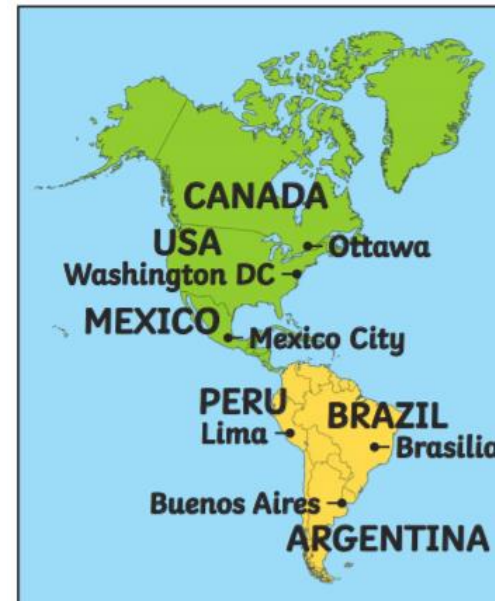 CANADA
USA
Ottawa
Washington DC
MEXICO
Mexico City
PERU
BRAZIL
Lima
Brasilia
Buenos Aires
ARGENTINA